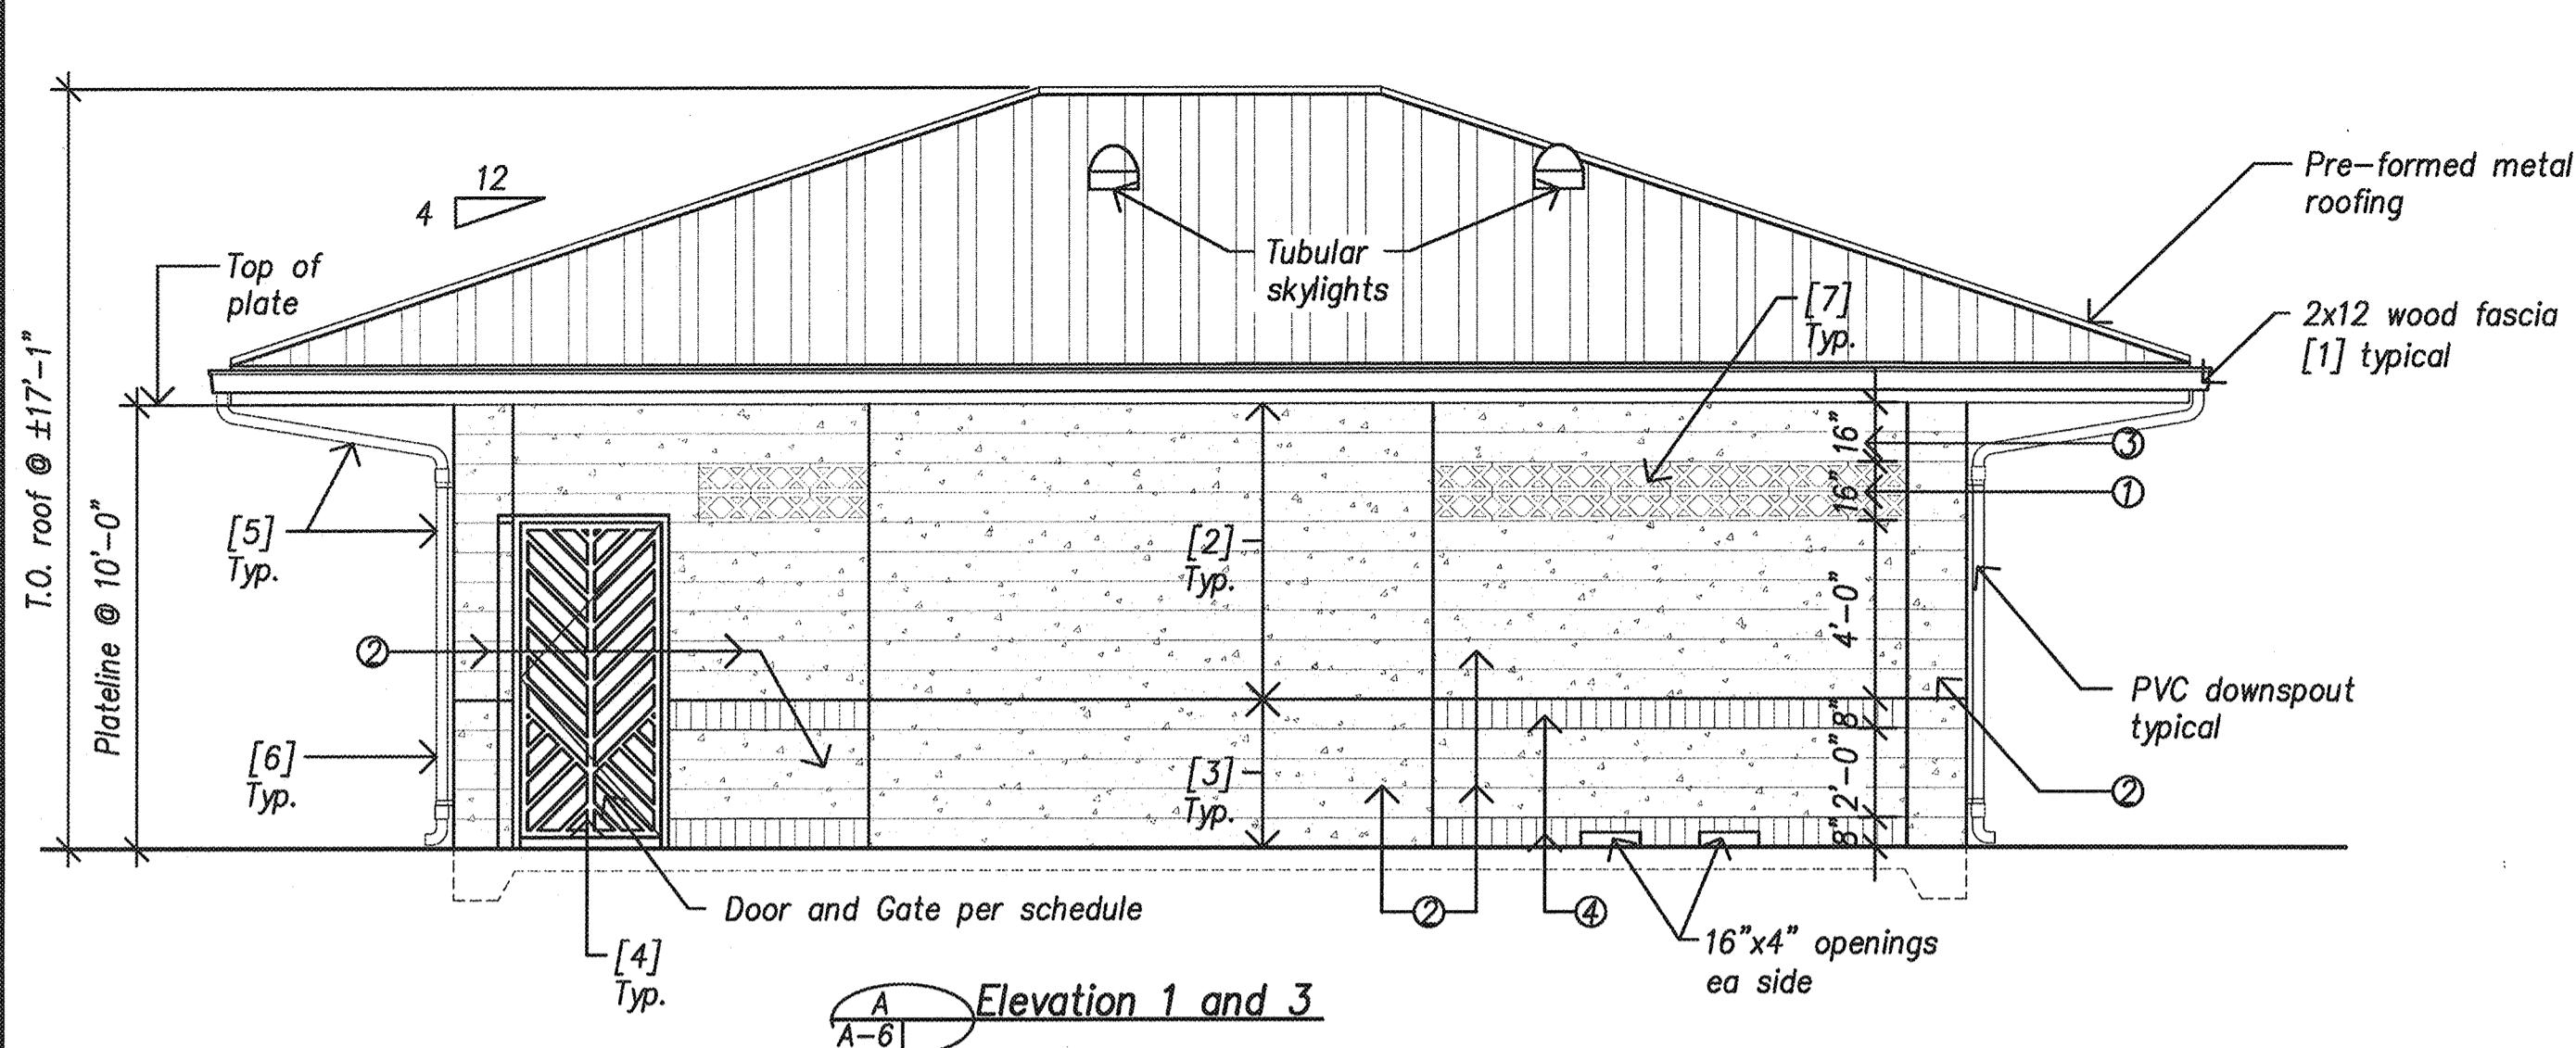 12
4
Top of
plate
T.O. roof @ ±17'-1"
Plateline @ 10'-0"
Tubular
skylights
[7]
Typ.
Pre-formed metal
roofing
2x12 wood fascia
[1] typical
16"
3
16"
1
[5]
Typ.
[2]
Typ.
4'-0"
2
PVC downspout
typical
8"
[6]
Typ.
[3]
Typ.
2'-0"
2
8"
Door and Gate per schedule
2
4
16"x4" openings
ea side
[4]
Typ.
A
A-6
Elevation 1 and 3